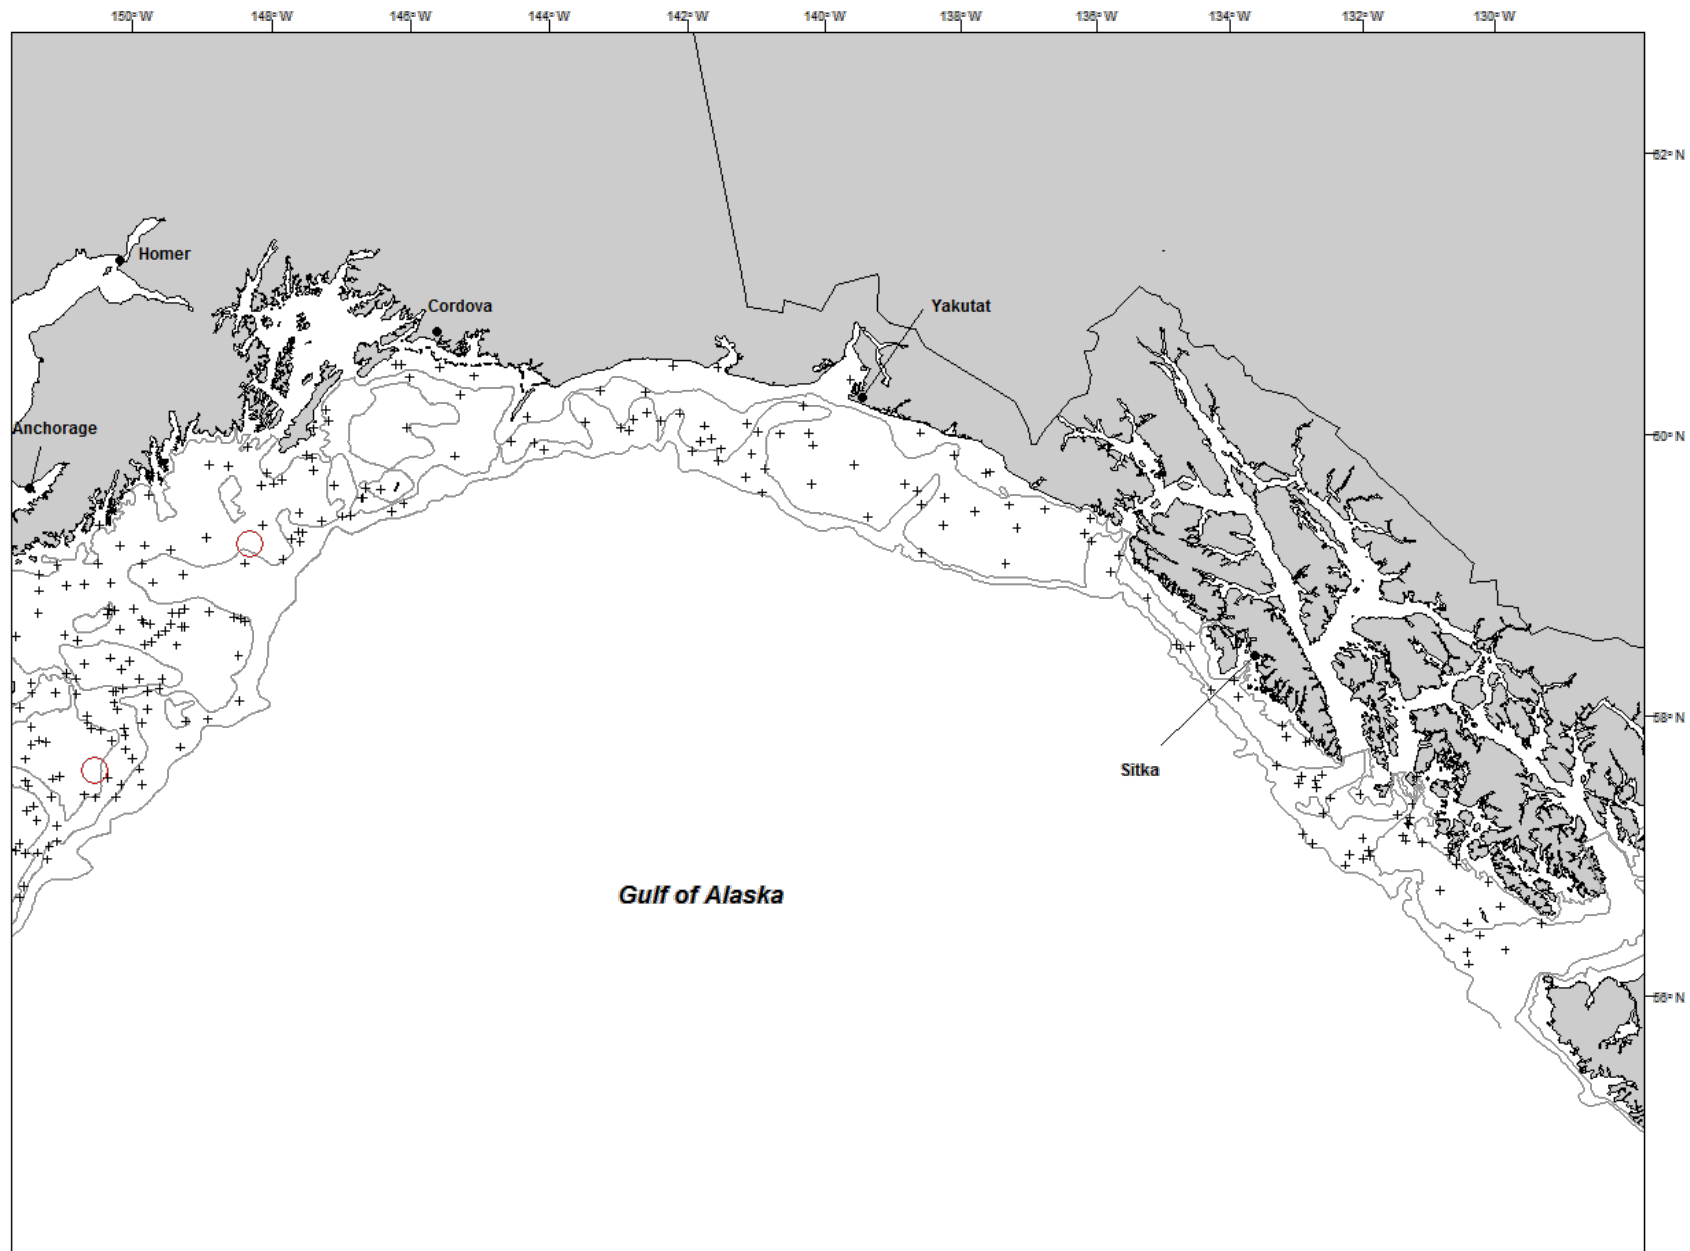 150° W 148° W 146° W 144° W 142° W 140° W 138° W 136° W 134° W 132° W 130° W
62° N
Homer
Cordova
Yakutat
Anchorage
60° N
58° N
Sitka
Gulf of Alaska
56° N